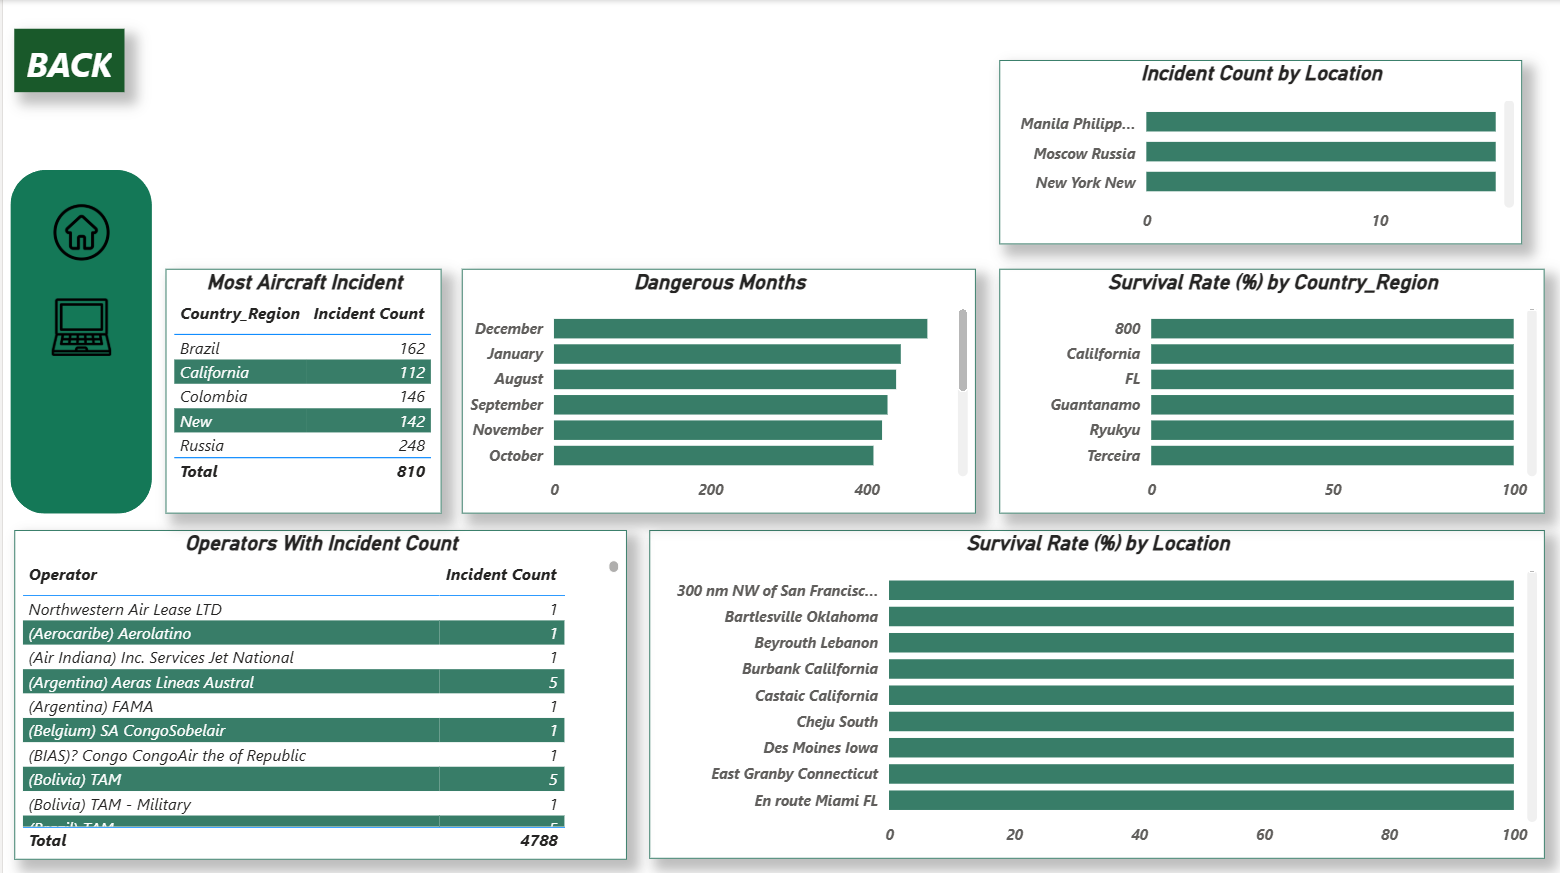 BACK
Incident Count by Location
Manila Philipp...
Moscow Russia
New York New
0 10
Most Aircraft Incident
Country_Region Incident Count
Brazil 162
California 112
Colombia 146
New 142
Russia 248
Total 810
Dangerous Months
December
January
August
September
November
October
0 200 400
Survival Rate (%) by Country_Region
800
Calilfornia
FL
Guantanamo
Ryukyu
Terceira
0 50 100
Operators With Incident Count
Operator Incident Count
Northwestern Air Lease LTD 1
(Aerocaribe) Aerolatino 1
(Air Indiana) Inc. Services Jet National 1
(Argentina) Aeras Lineas Austral 5
(Argentina) FAMA 1
(Belgium) SA CongoSobelair 1
(BIAS)? Congo CongoAir the of Republic 1
(Bolivia) TAM 5
(Bolivia) TAM - Military 1
(Brazil) TAM 5
Total 4788
Survival Rate (%) by Location
300 nm NW of San Francisc...
Bartlesville Oklahoma
Beyrouth Lebanon
Burbank Calilfornia
Castaic California
Cheju South
Des Moines Iowa
East Granby Connecticut
En route Miami FL
0 20 40 60 80 100